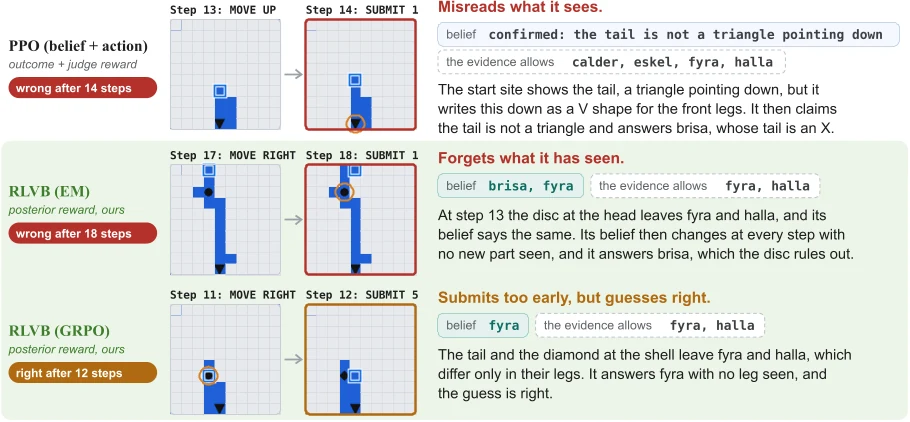 Step 13: MOVE UP
Step 14: SUBMIT 1
Misreads what it sees.
PPO (belief + action)
outcome + judge reward
wrong after 14 steps
belief confirmed: the tail is not a triangle pointing down
the evidence allows calder, eskel, fyra, halla
The start site shows the tail, a triangle pointing down, but it
writes this down as a V shape for the front legs. It then claims
the tail is not a triangle and answers brisa, whose tail is an X.
Step 17: MOVE RIGHT
Step 18: SUBMIT 1
Forgets what it has seen.
RLVB (EM)
posterior reward, ours
wrong after 18 steps
belief brisa, fyra
the evidence allows fyra, halla
At step 13 the disc at the head leaves fyra and halla, and its
belief says the same. Its belief then changes at every step with
no new part seen, and it answers brisa, which the disc rules out.
Step 11: MOVE RIGHT
Step 12: SUBMIT 5
Submits too early, but guesses right.
RLVB (GRPO)
posterior reward, ours
right after 12 steps
belief fyra
the evidence allows fyra, halla
The tail and the diamond at the shell leave fyra and halla, which
differ only in their legs. It answers fyra with no leg seen, and
the guess is right.